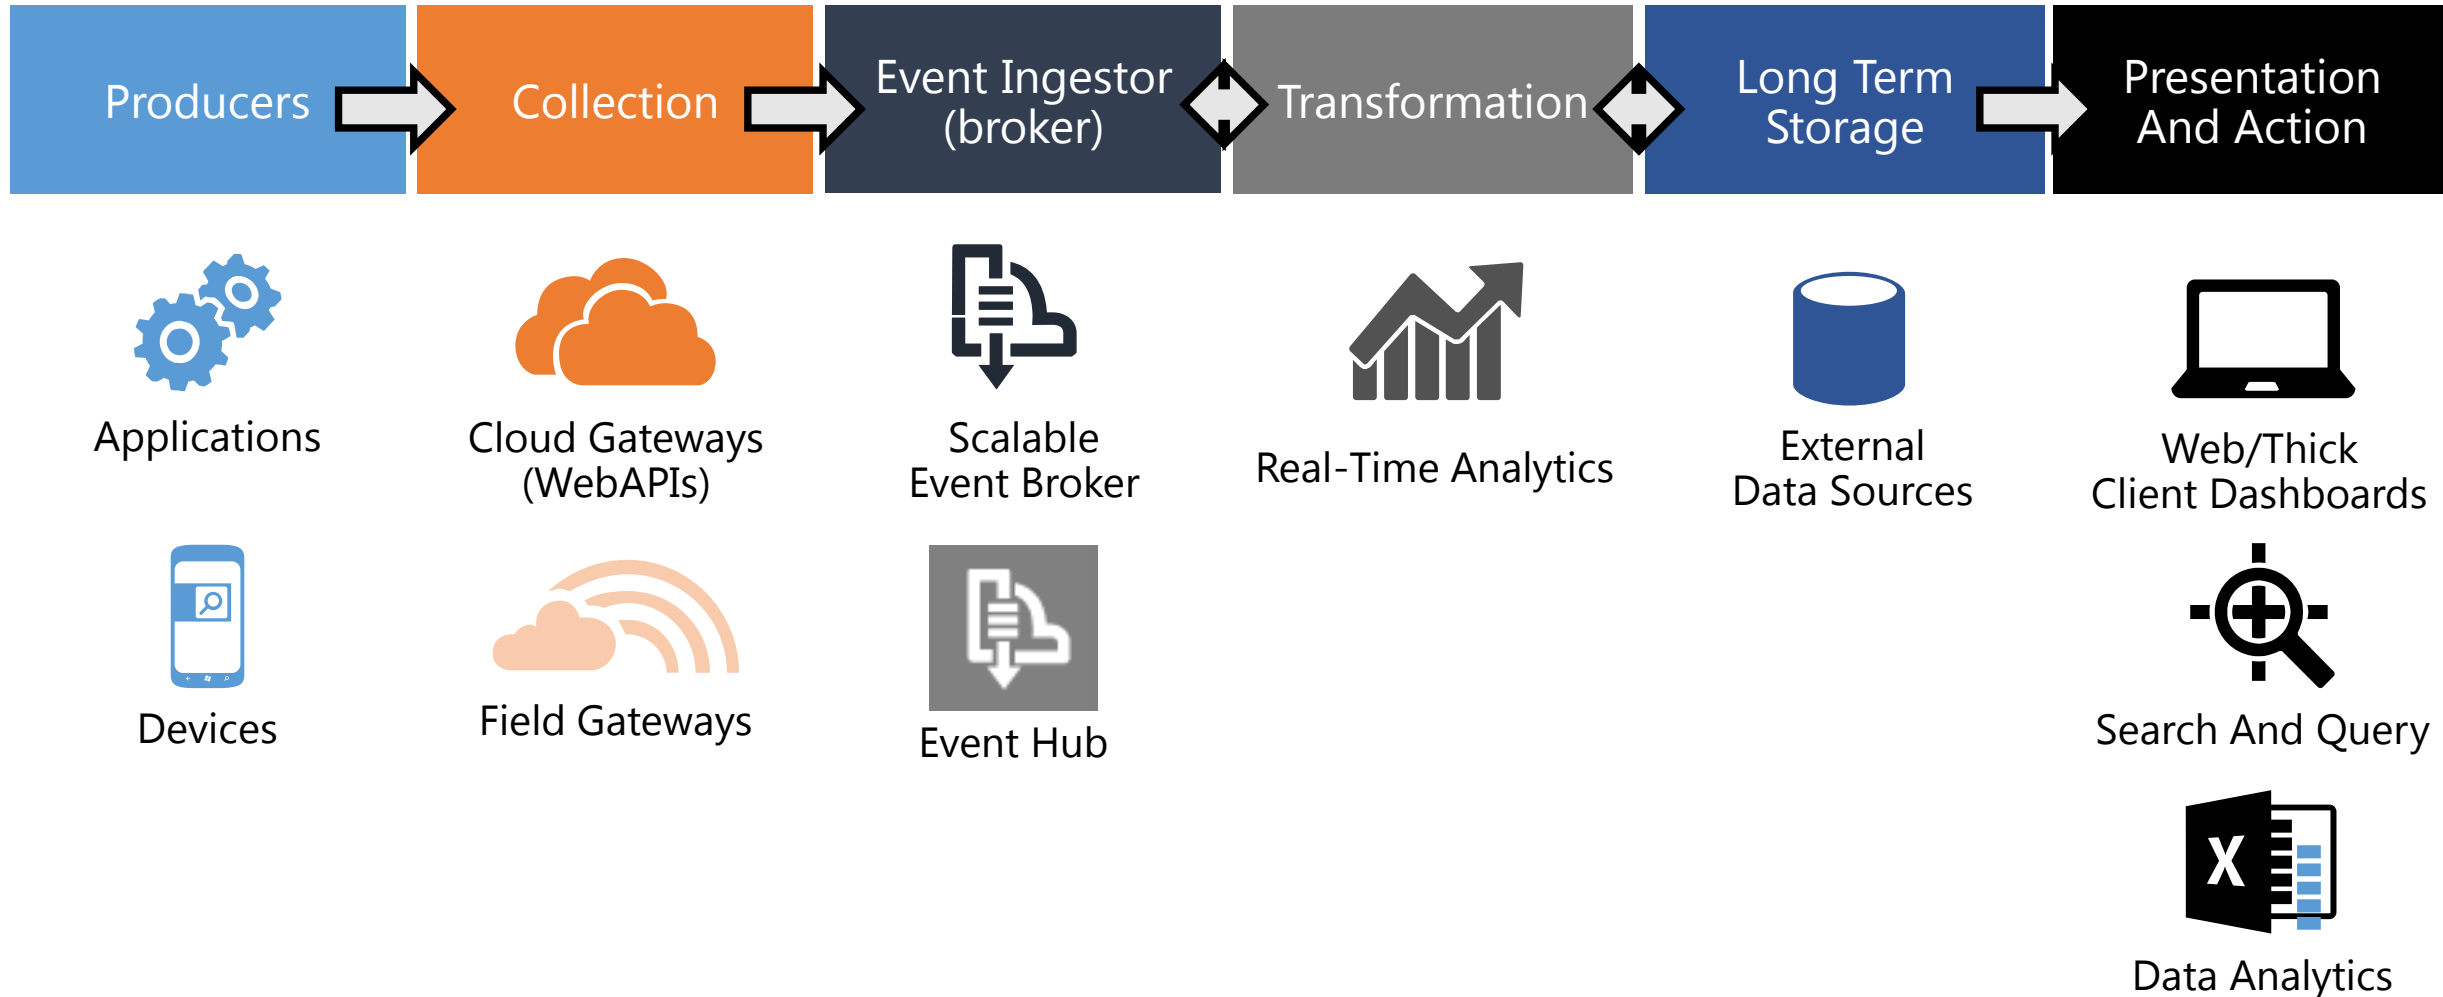 Producers
Collection
Event Ingestor
(broker)
Transformation
Long Term
Storage
Presentation
And Action
Applications
Cloud Gateways
(WebAPIs)
Scalable
Event Broker
Real-Time Analytics
External
Data Sources
Web/Thick
Client Dashboards
Devices
Field Gateways
Event Hub
Search And Query
X
Data Analytics